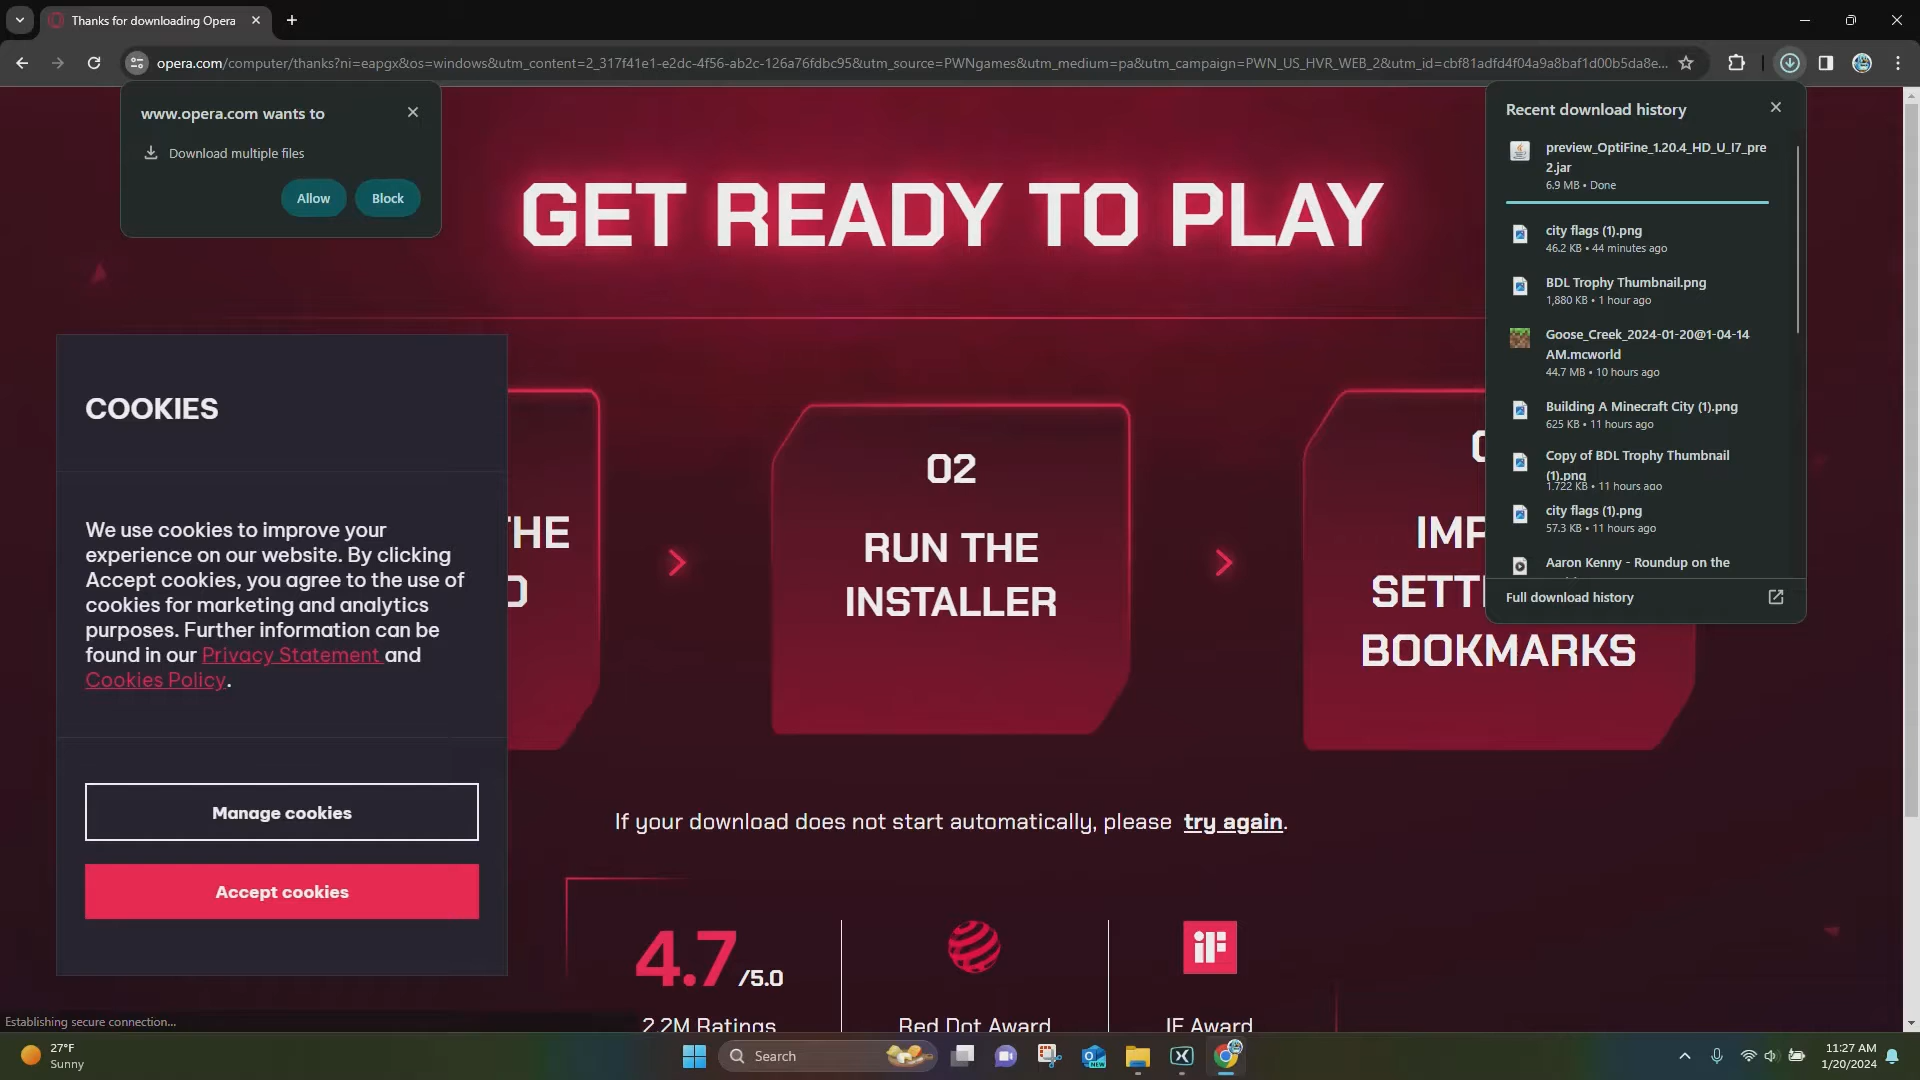 Thanks for downloading Opera
opera.com/computer/thanks?ni=eapgx&os=windows&utm_content=2_317f41e1-e2dc-4f56-ab2c-126a76fdbc95&utm_source=PWNgames&utm_medium=pa&utm_campaign=PWN_US_HVR_WEB_2&utm_id=cbf81adfd4f04a9a8baf1d00b5da8e...
www.opera.com wants to
Download multiple files
Allow
Block
Recent download history
preview_OptiFine_1.20.4_HD_U_I7_pre
2.jar
6.9 MB • Done
city flags (1).png
46.2 KB • 44 minutes ago
BDL Trophy Thumbnail.png
1,880 KB • 1 hour ago
Goose_Creek_2024-01-20@1-04-14
AM.mcworld
44.7 MB • 10 hours ago
Building A Minecraft City (1).png
625 KB • 11 hours ago
Copy of BDL Trophy Thumbnail
(1).png
1,722 KB • 11 hours ago
city flags (1).png
57.3 KB • 11 hours ago
Aaron Kenny - Roundup on the
Full download history
GET READY TO PLAY
COOKIES
We use cookies to improve your
experience on our website. By clicking
Accept cookies, you agree to the use of
cookies for marketing and analytics
purposes. Further information can be
found in our Privacy Statement and
Cookies Policy.
Manage cookies
Accept cookies
HE
02
RUN THE
INSTALLER
IMP
SETT
BOOKMARKS
If your download does not start automatically, please try again.
4.7 /5.0
2.2M Ratings
Red Dot Award
IF Award
Establishing secure connection...
27°F
Sunny
Search
NEW
11:27 AM
1/20/2024